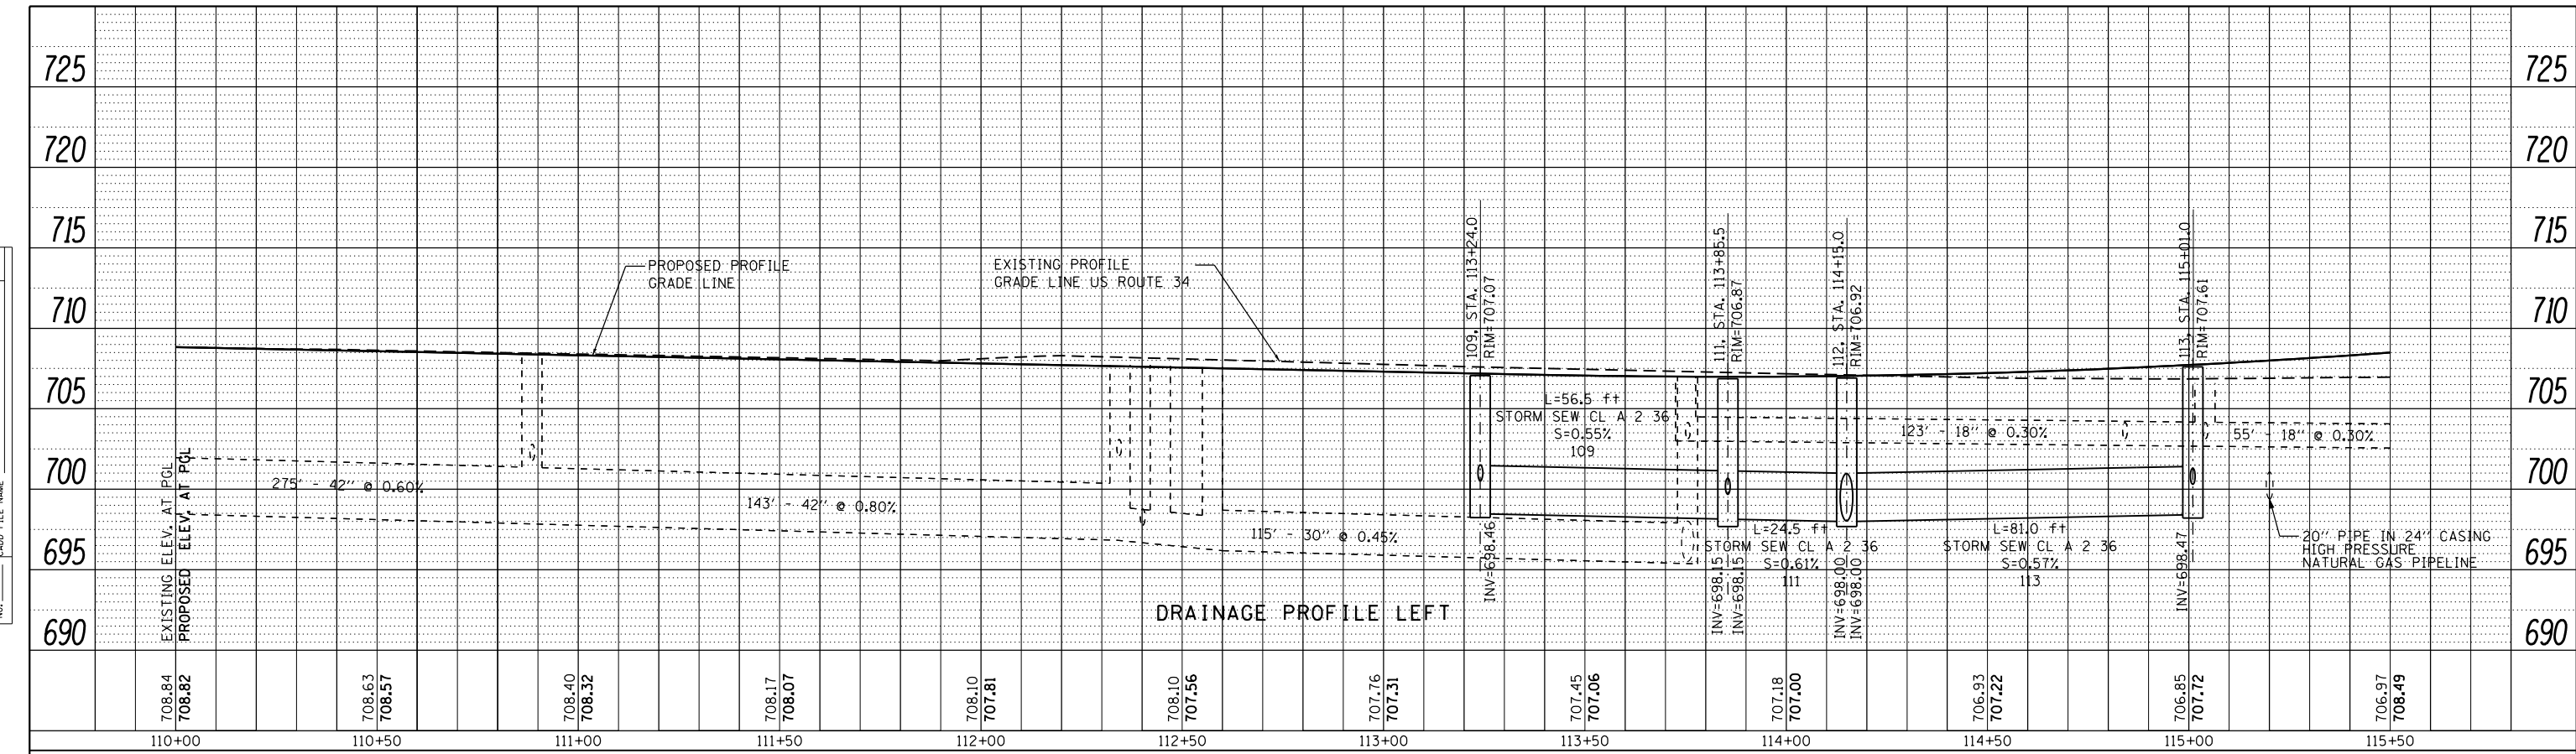 725
725
720
720
715
715
710
710
705
705
700
700
695
695
690
690
PROPOSED PROFILE
GRADE LINE
EXISTING PROFILE
GRADE LINE US ROUTE 34
109, STA. 113+24.0
RIM=707.07
111, STA. 113+85.5
RIM=706.87
112, STA. 114+15.0
RIM=706.92
113, STA. 115+01.0
RIM=707.61
L=56.5 ft
STORM SEW CL A 2 36
S=0.55%
109
123' - 18'' @ 0.30%
55' - 18'' @ 0.30%
275' - 42'' @ 0.60%
143' - 42'' @ 0.80%
115' - 30'' @ 0.45%
L=24.5 ft
STORM SEW CL A 2 36
S=0.61%
111
L=81.0 ft
STORM SEW CL A 2 36
S=0.57%
113
20'' PIPE IN 24'' CASING
HIGH PRESSURE
NATURAL GAS PIPELINE
INV=698.46
INV=698.15
INV=698.15
INV=698.00
INV=698.00
INV=698.47
EXISTING ELEV. AT PGL
PROPOSED ELEV. AT PGL
DRAINAGE PROFILE LEFT
708.84
708.82
708.63
708.57
708.40
708.32
708.17
708.07
708.10
707.81
708.10
707.56
707.76
707.31
707.45
707.06
707.18
707.00
706.93
707.22
706.85
707.72
706.97
708.49
110+00
110+50
111+00
111+50
112+00
112+50
113+00
113+50
114+00
114+50
115+00
115+50
CADD FILE NAME
NO.